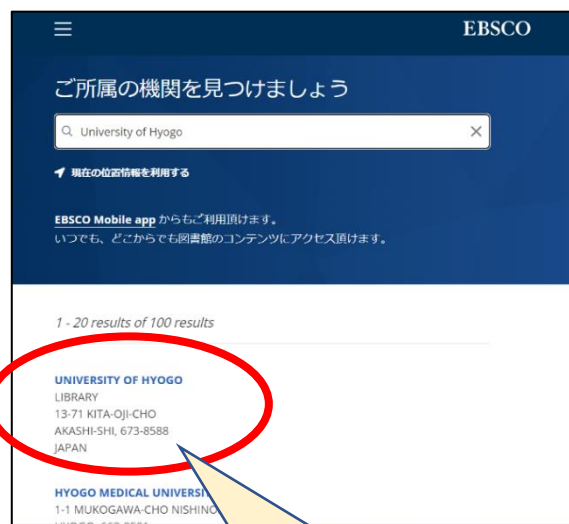 EBSCO
ご所属の機関を見つけましょう
University of Hyogo
現在の位置情報を利用する
EBSCO Mobile app からもご利用頂けます。
いつでも、どこからでも図書館のコンテンツにアクセス頂けます。
1 - 20 results of 100 results
UNIVERSITY OF HYOGO
LIBRARY
13-71 KITA-OJI-CHO
AKASHI-SHI, 673-8588
JAPAN
HYOGO MEDICAL
1-1 MUKOGAWA-CHO